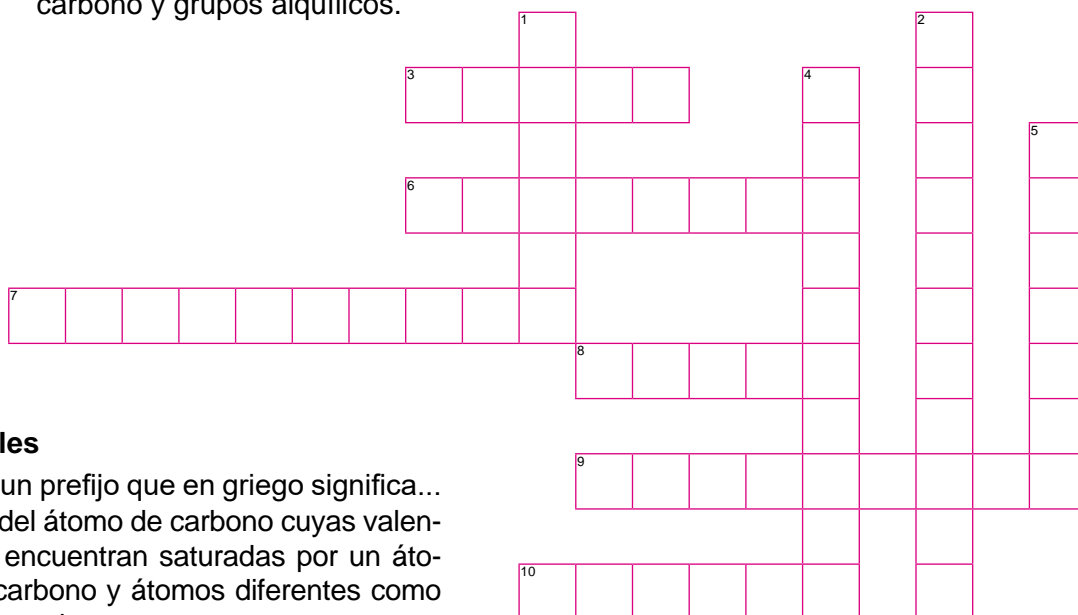 carbono y grupos alquílicos.
1
2
3
4
5
6
7
8
les
un prefijo que en griego significa...
9
del átomo de carbono cuyas valen-
encuentran saturadas por un áto-
10
carbono y átomos diferentes como